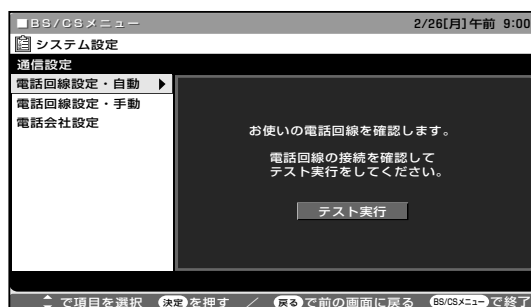 ■BS/CSメニュー 2/26[月]午前 9:00
システム設定
通信設定
電話回線設定・自動 ▶
電話回線設定・手動
電話会社設定
お使いの電話回線を確認します。
電話回線の接続を確認して
テスト実行をしてください。
テスト実行
で項目を選択 決定を押す / 戻るで前の画面に戻る BS/CSメニューで終了